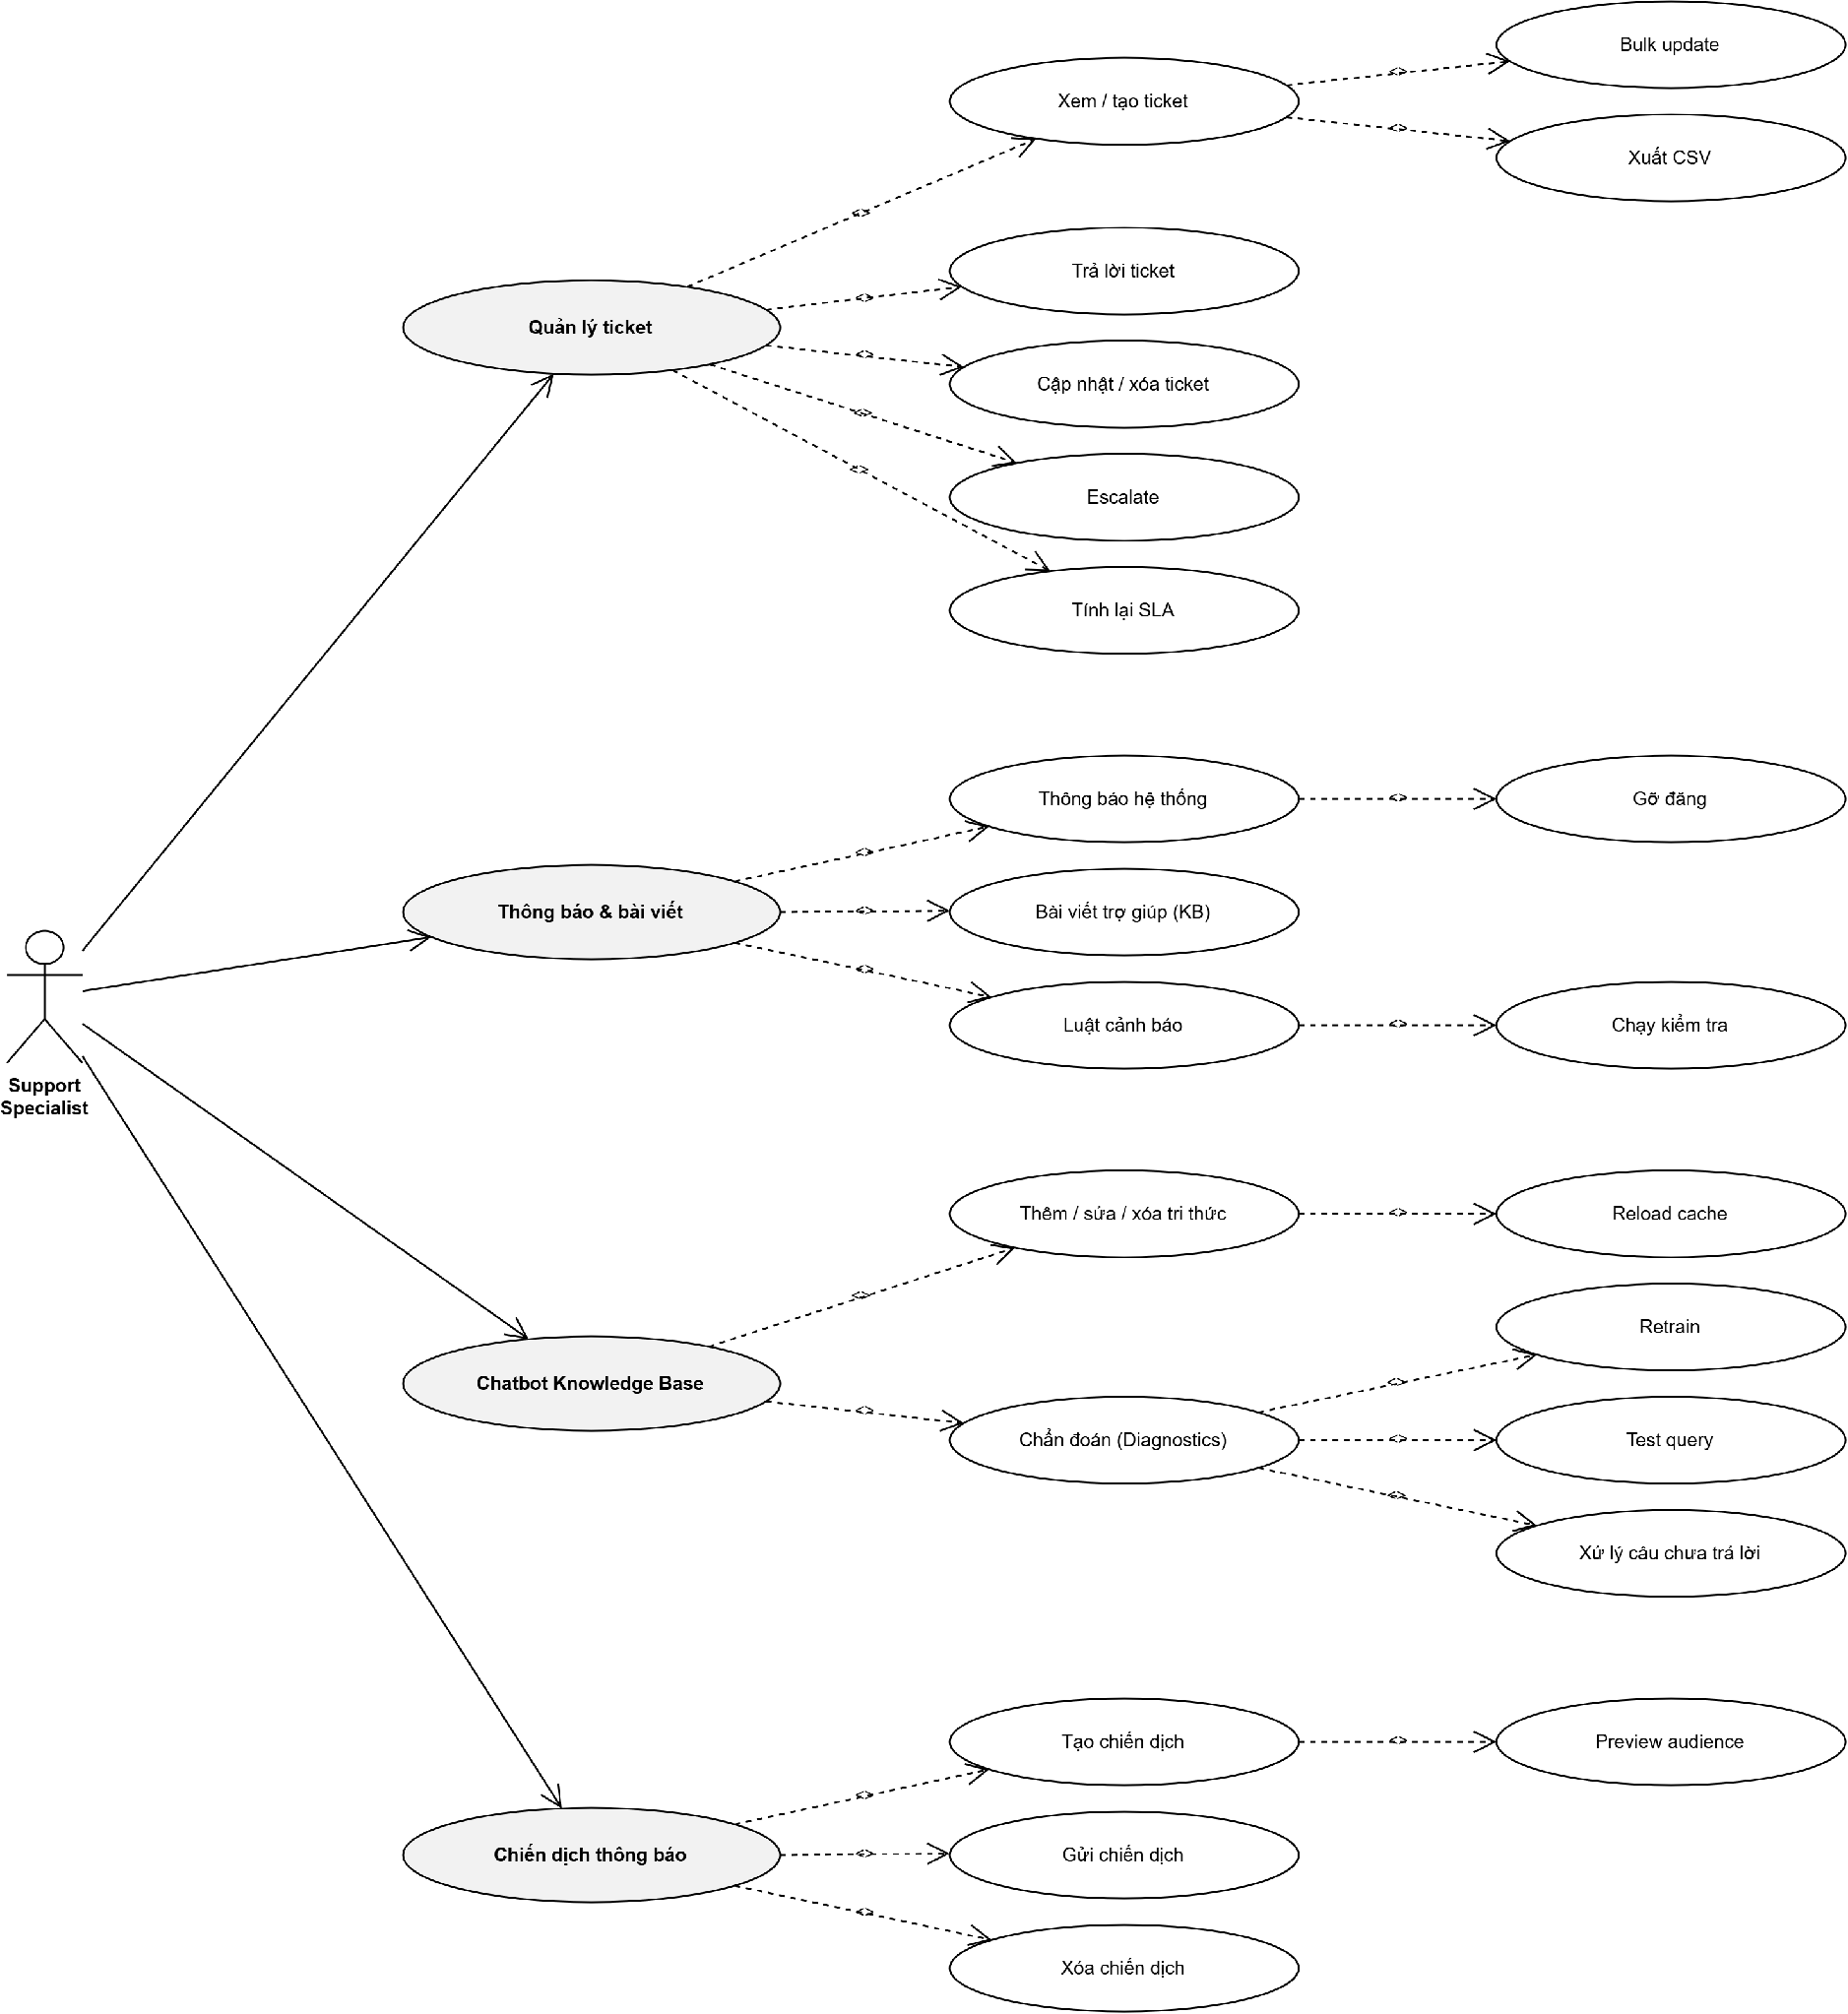 Bulk update
Xem / tạo ticket
Xuất CSV
<>
<>
<>
Trả lời ticket
<>
Quản lý ticket
<>
Cập nhật / xóa ticket
<>
<>
Escalate
Tính lại SLA
Thông báo hệ thống
<>
Gỡ đăng
<>
Thông báo & bài viết
<>
Bài viết trợ giúp (KB)
<>
Luật cảnh báo
<>
Chạy kiểm tra
Support
Specialist
Thêm / sửa / xóa tri thức
<>
Reload cache
<>
Retrain
Chatbot Knowledge Base
<>
<>
Chẩn đoán (Diagnostics)
<>
Test query
<>
Xử lý câu chưa trả lời
Tạo chiến dịch
<>
Preview audience
<>
Chiến dịch thông báo
<>
Gửi chiến dịch
<>
Xóa chiến dịch